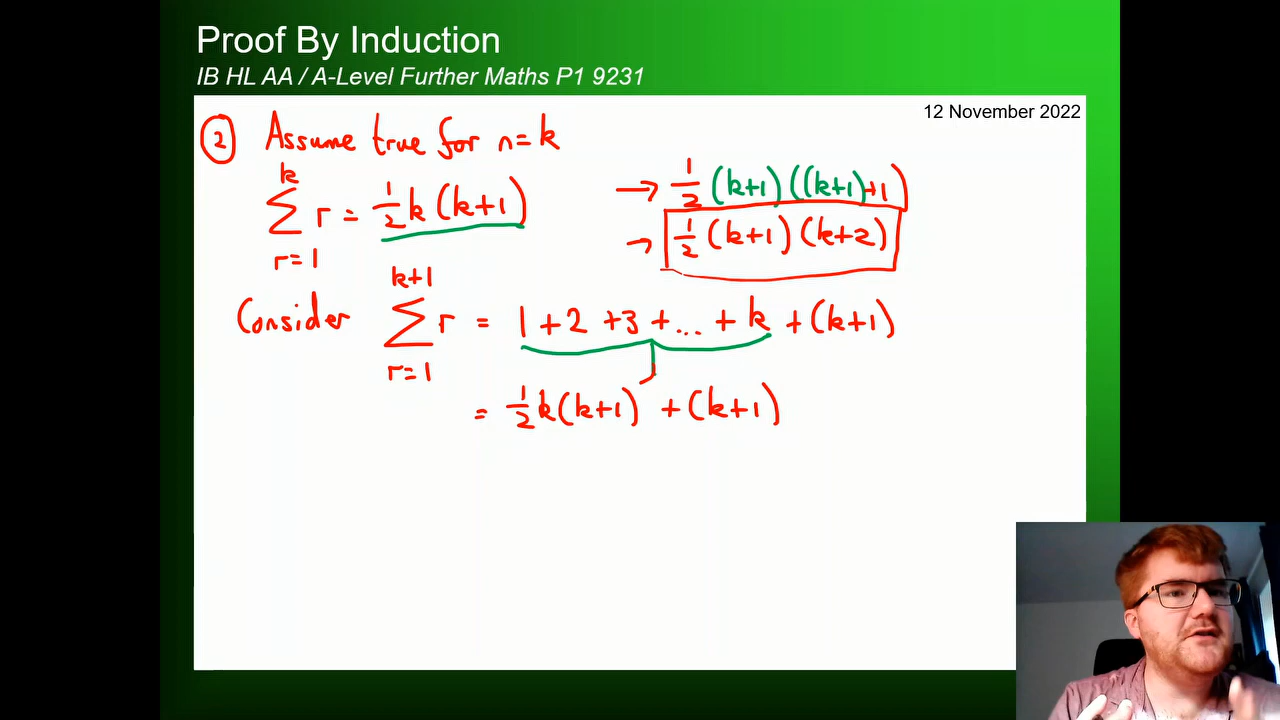 Proof By Induction
IB HL AA / A-Level Further Maths P1 9231
12 November 2022
② Assume true for n=k
k
∑ r = ½k(k+1)
r=1
→ ½(k+1)((k+1)+1)
→ ½(k+1)(k+2)
k+1
Consider ∑ r = 1+2+3+...+k+(k+1)
r=1
= ½k(k+1) +(k+1)